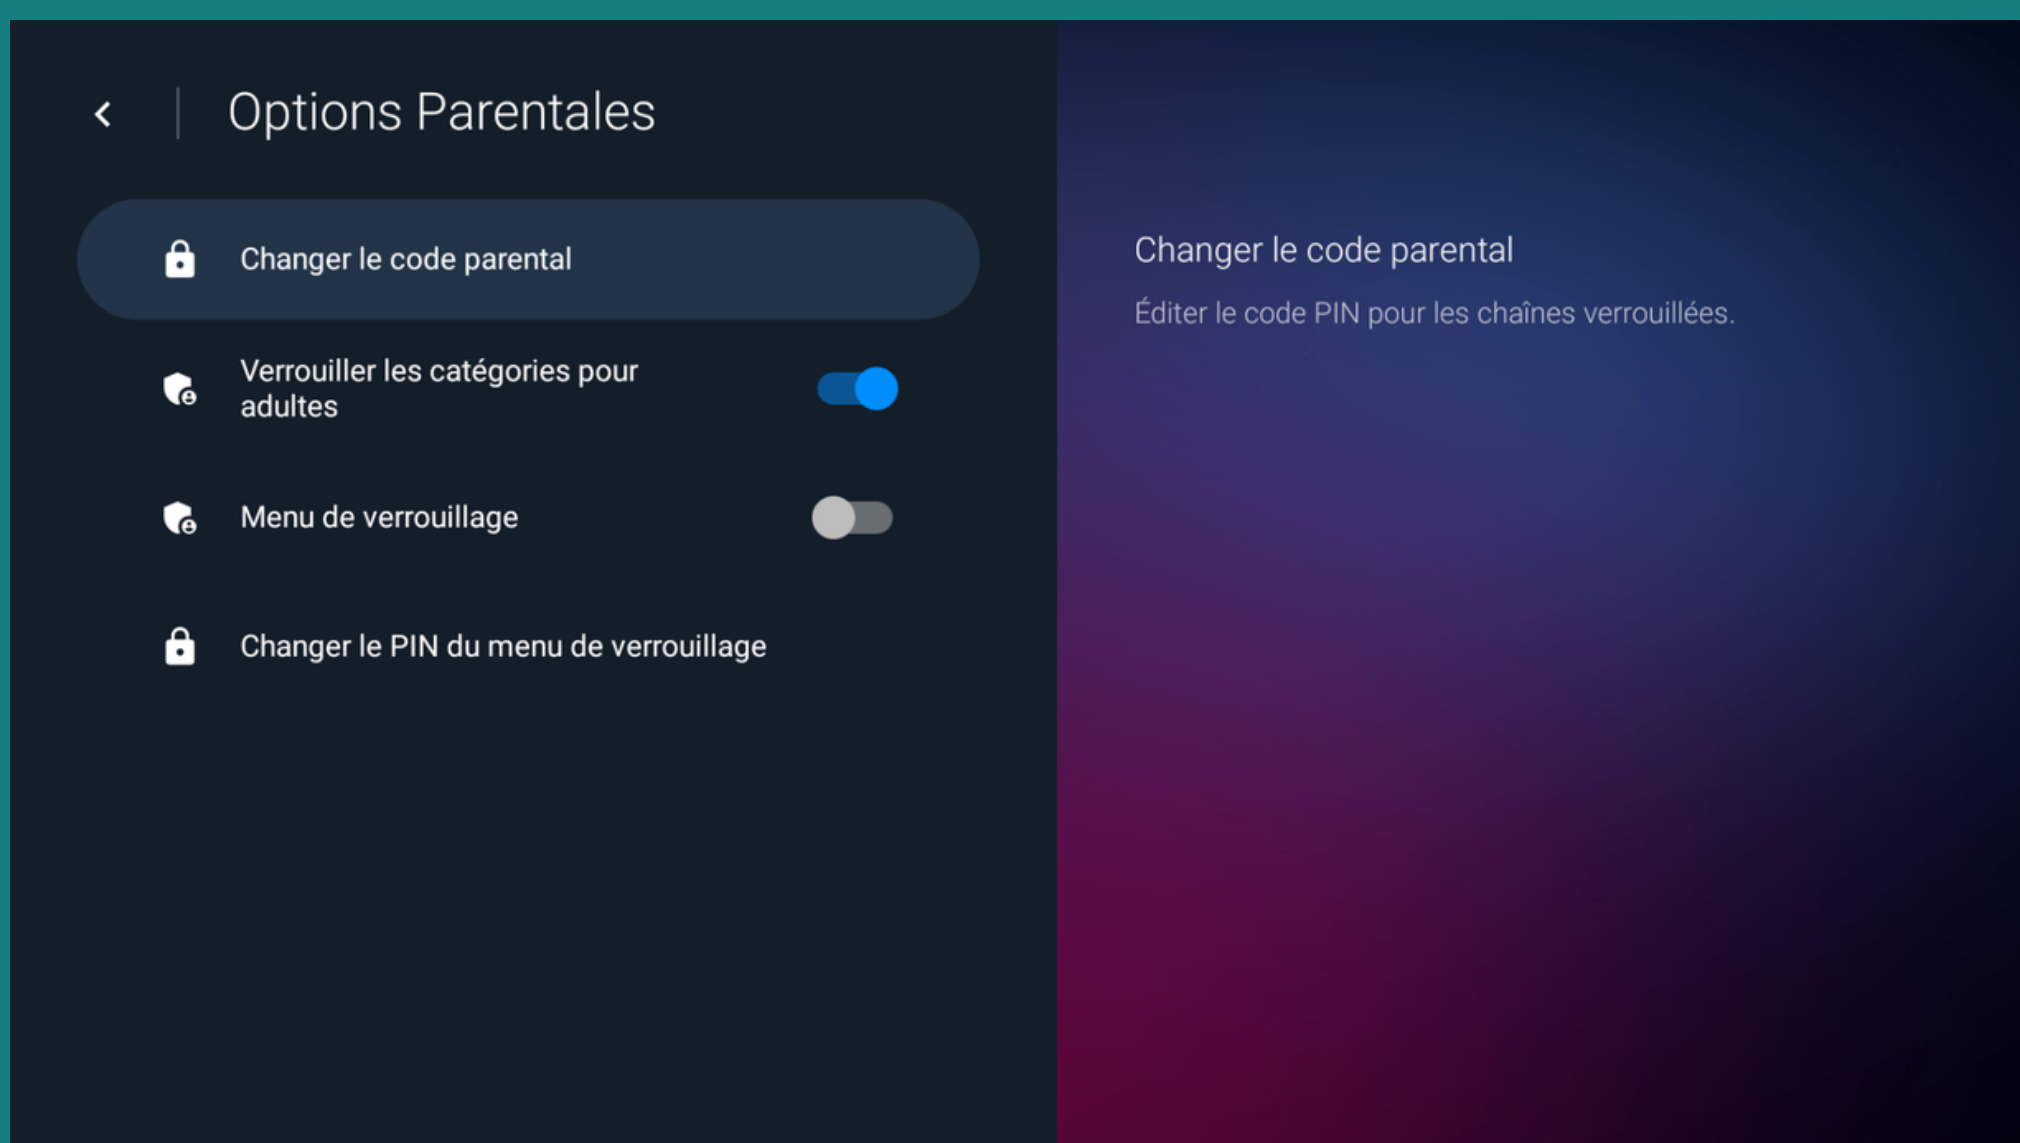 Options Parentales
Changer le code parental
Verrouiller les catégories pour
adultes
Menu de verrouillage
Changer le PIN du menu de verrouillage
Changer le code parental
Éditer le code PIN pour les chaînes verrouillées.